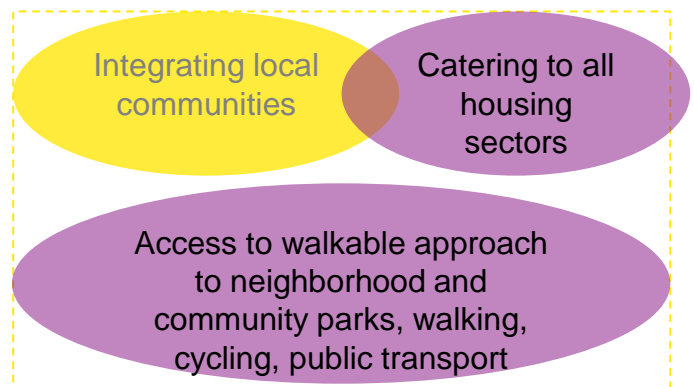 Integrating local
communities
Catering to all
housing
sectors
Access to walkable approach
to neighborhood and
community parks, walking,
cycling, public transport